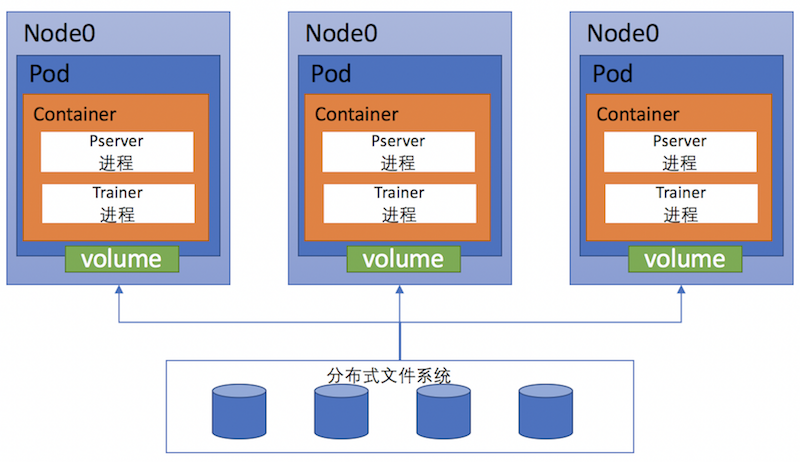 Node0
Pod
Container
Pserver
进程
Trainer
进程
volume
Node0
Pod
Container
Pserver
进程
Trainer
进程
volume
Node0
Pod
Container
Pserver
进程
Trainer
进程
volume
分布式文件系统